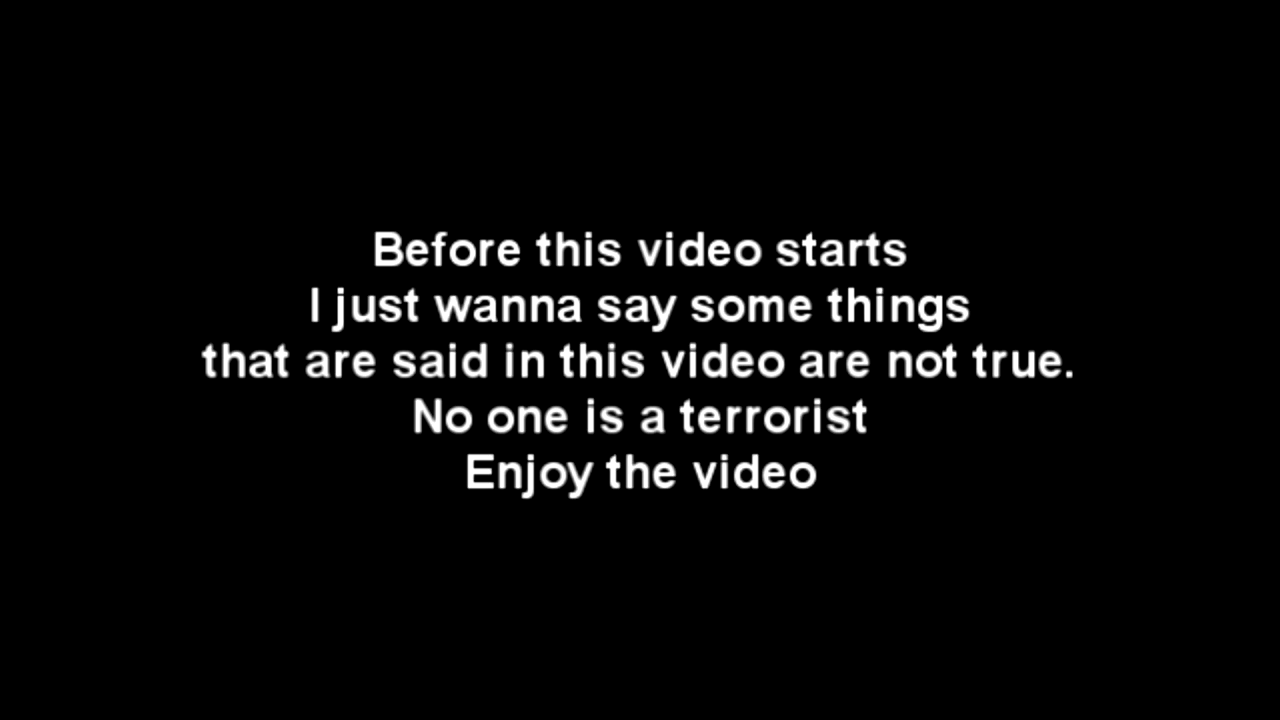 Before this video starts
I just wanna say some things
that are said in this video are not true.
No one is a terrorist
Enjoy the video